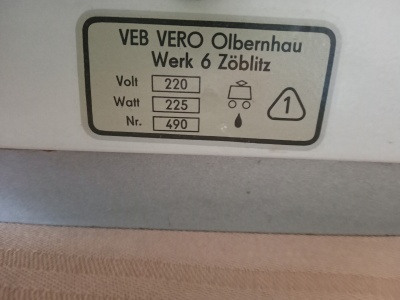 VEB VERO Olbernhau
Werk 6 Zöblitz
Volt 220
Watt 225
Nr. 490
1